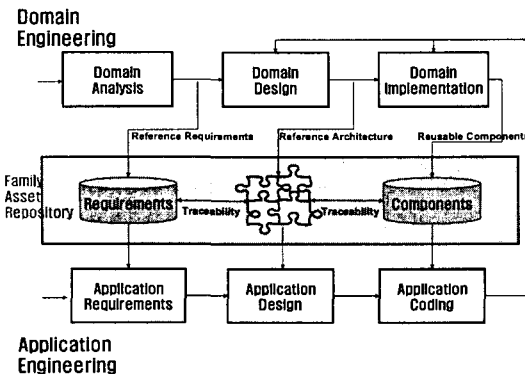 Domain
Engineering
Domain
Analysis
Domain
Design
Domain
Implementation
Reference Requirements
Reference Architecture
Reusable Components
Family
Asset
Repository
Requirements
Traceability
Traceability
Components
Application
Requirements
Application
Design
Application
Coding
Application
Engineering